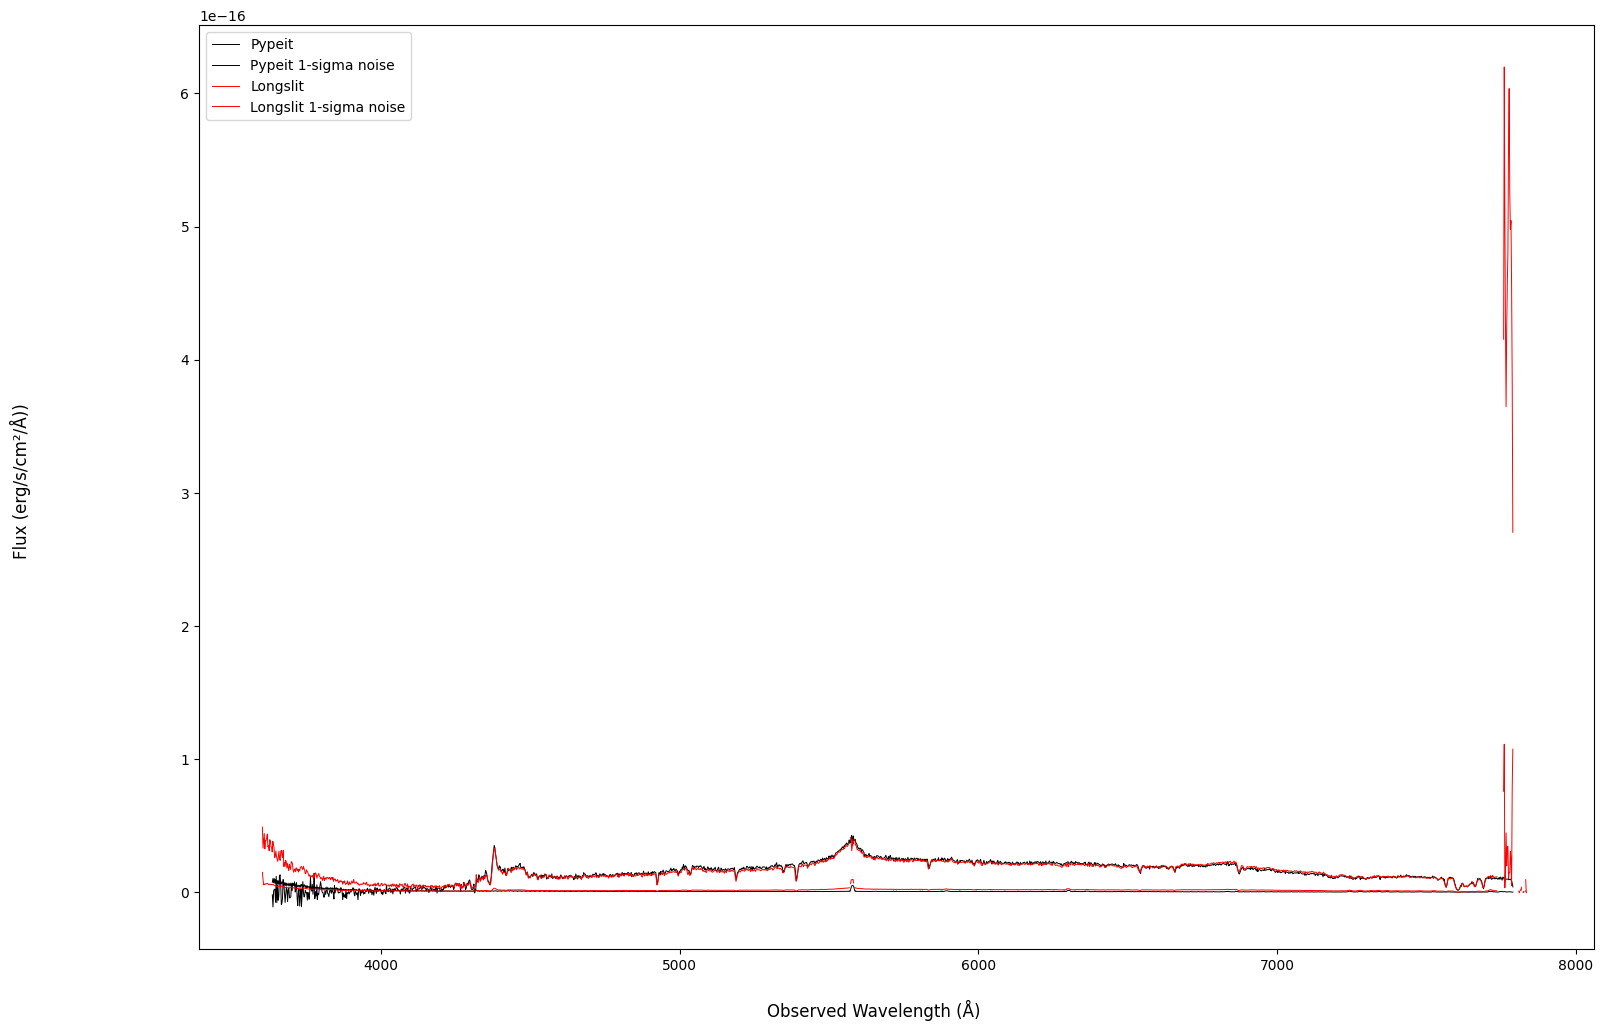 1e−16
Pypeit
Pypeit 1-sigma noise
Longslit
Longslit 1-sigma noise
6
5
4
3
2
1
0
Flux (erg/s/cm²/Å))
4000 5000 6000 7000 8000
Observed Wavelength (Å)